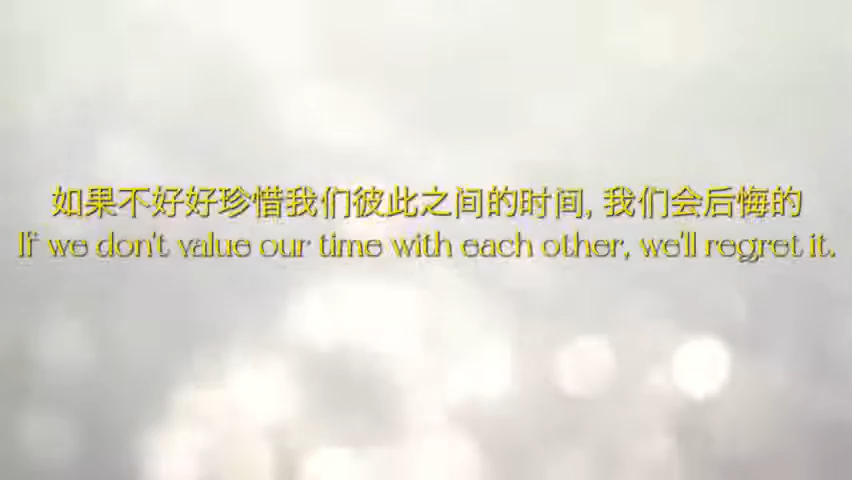 如果不好好珍惜我们彼此之间的时间, 我们会后悔的
If we don't value our time with each other, we'll regret it.